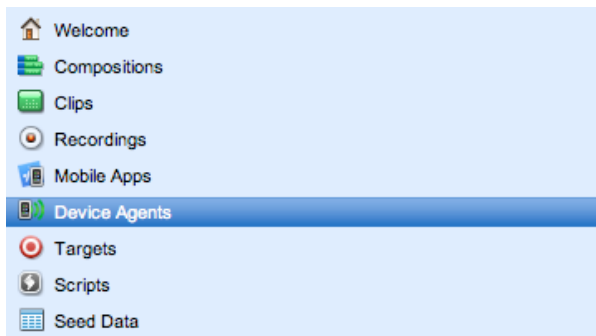 Welcome
Compositions
Clips
Recordings
Mobile Apps
Device Agents
Targets
Scripts
Seed Data